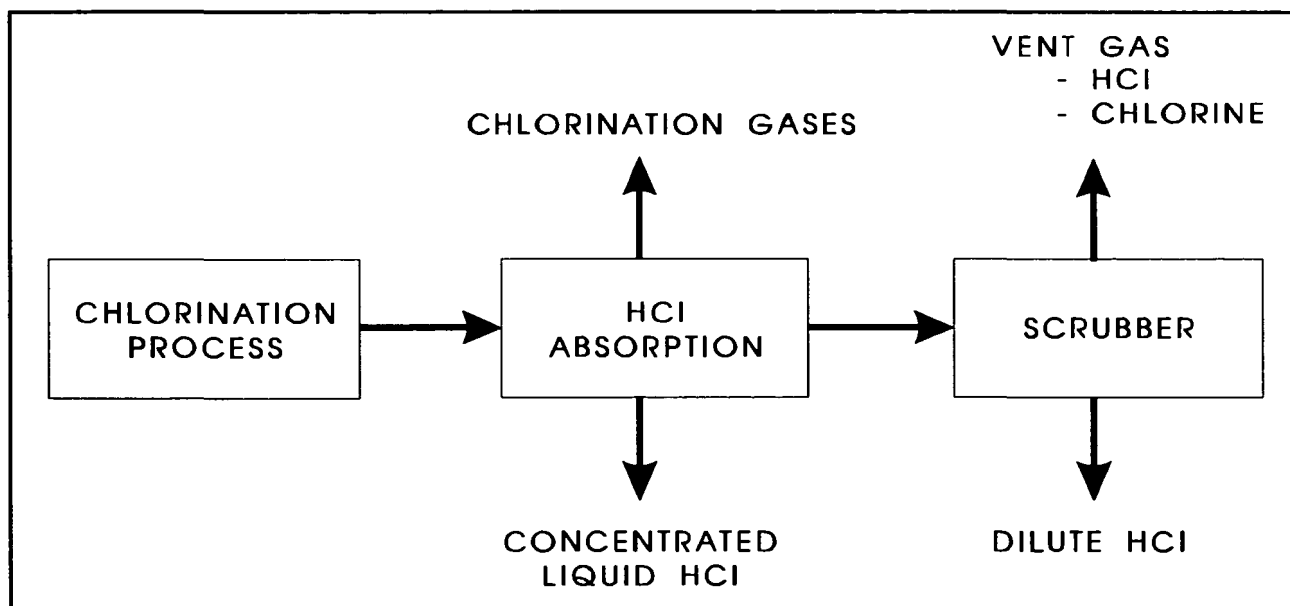 VENT GAS
- HCl
- CHLORINE
CHLORINATION GASES
CHLORINATION
PROCESS
HCl
ABSORPTION
SCRUBBER
CONCENTRATED
LIQUID HCl
DILUTE HCl